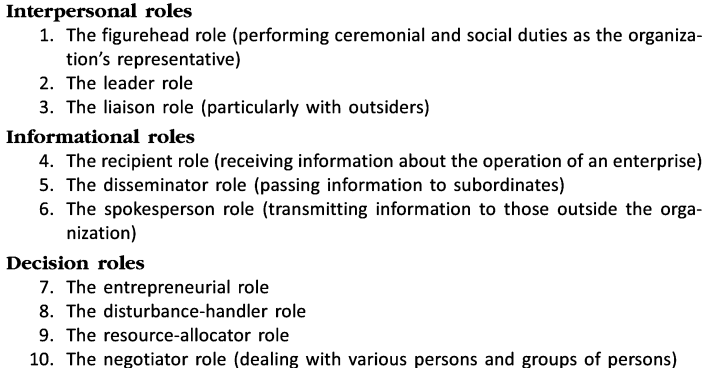 Interpersonal roles
1. The figurehead role (performing ceremonial and social duties as the organiza-
tion's representative)
2. The leader role
3. The liaison role (particularly with outsiders)
Informational roles
4. The recipient role (receiving information about the operation of an enterprise)
5. The disseminator role (passing information to subordinates)
6. The spokesperson role (transmitting information to those outside the orga-
nization)
Decision roles
7. The entrepreneurial role
8. The disturbance-handler role
9. The resource-allocator role
10. The negotiator role (dealing with various persons and groups of persons)